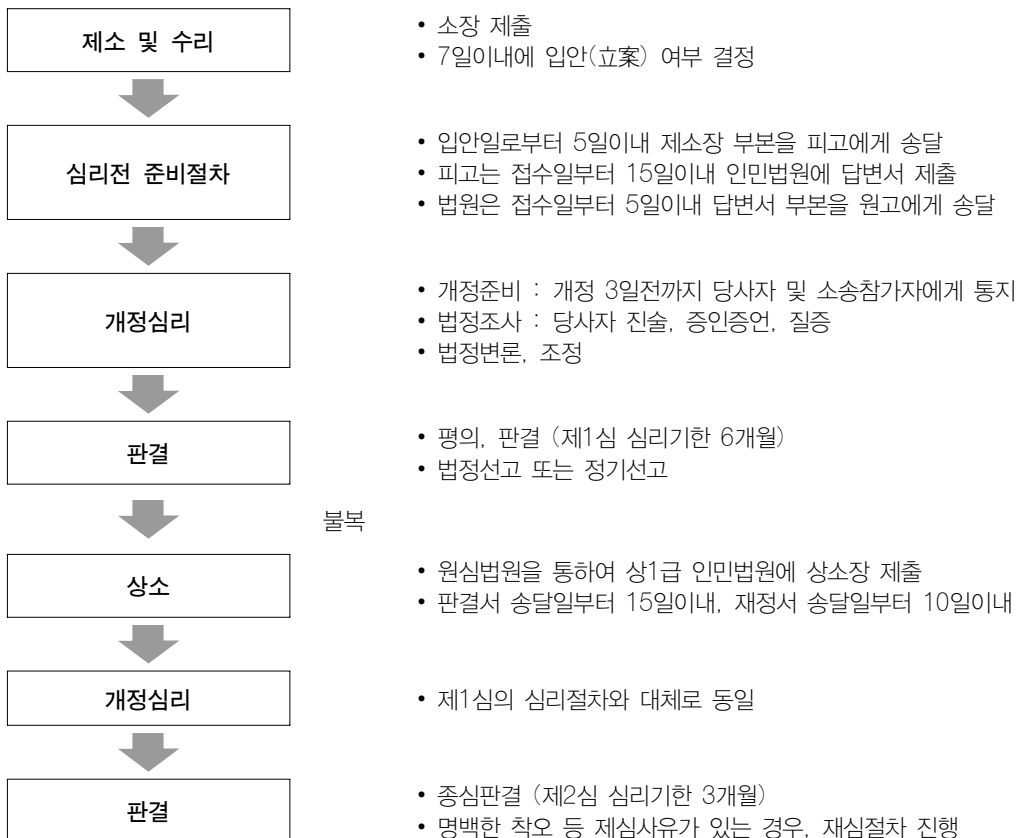 제소 및 수리
• 소장 제출
• 7일이내에 입안(立案) 여부 결정
심리전 준비절차
• 입안일로부터 5일이내 제소장 부본을 피고에게 송달
• 피고는 접수일부터 15일이내 인민법원에 답변서 제출
• 법원은 접수일부터 5일이내 답변서 부본을 원고에게 송달
개정심리
• 개정준비 : 개정 3일전까지 당사자 및 소송참가자에게 통지
• 법정조사 : 당사자 진술, 증인증언, 질증
• 법정변론, 조정
판결
• 평의, 판결 (제1심 심리기한 6개월)
• 법정선고 또는 정기선고
불복
상소
• 원심법원을 통하여 상1급 인민법원에 상소장 제출
• 판결서 송달일부터 15일이내, 재정서 송달일부터 10일이내
개정심리
• 제1심의 심리절차와 대체로 동일
판결
• 종심판결 (제2심 심리기한 3개월)
• 명백한 착오 등 제심사유가 있는 경우, 재심절차 진행